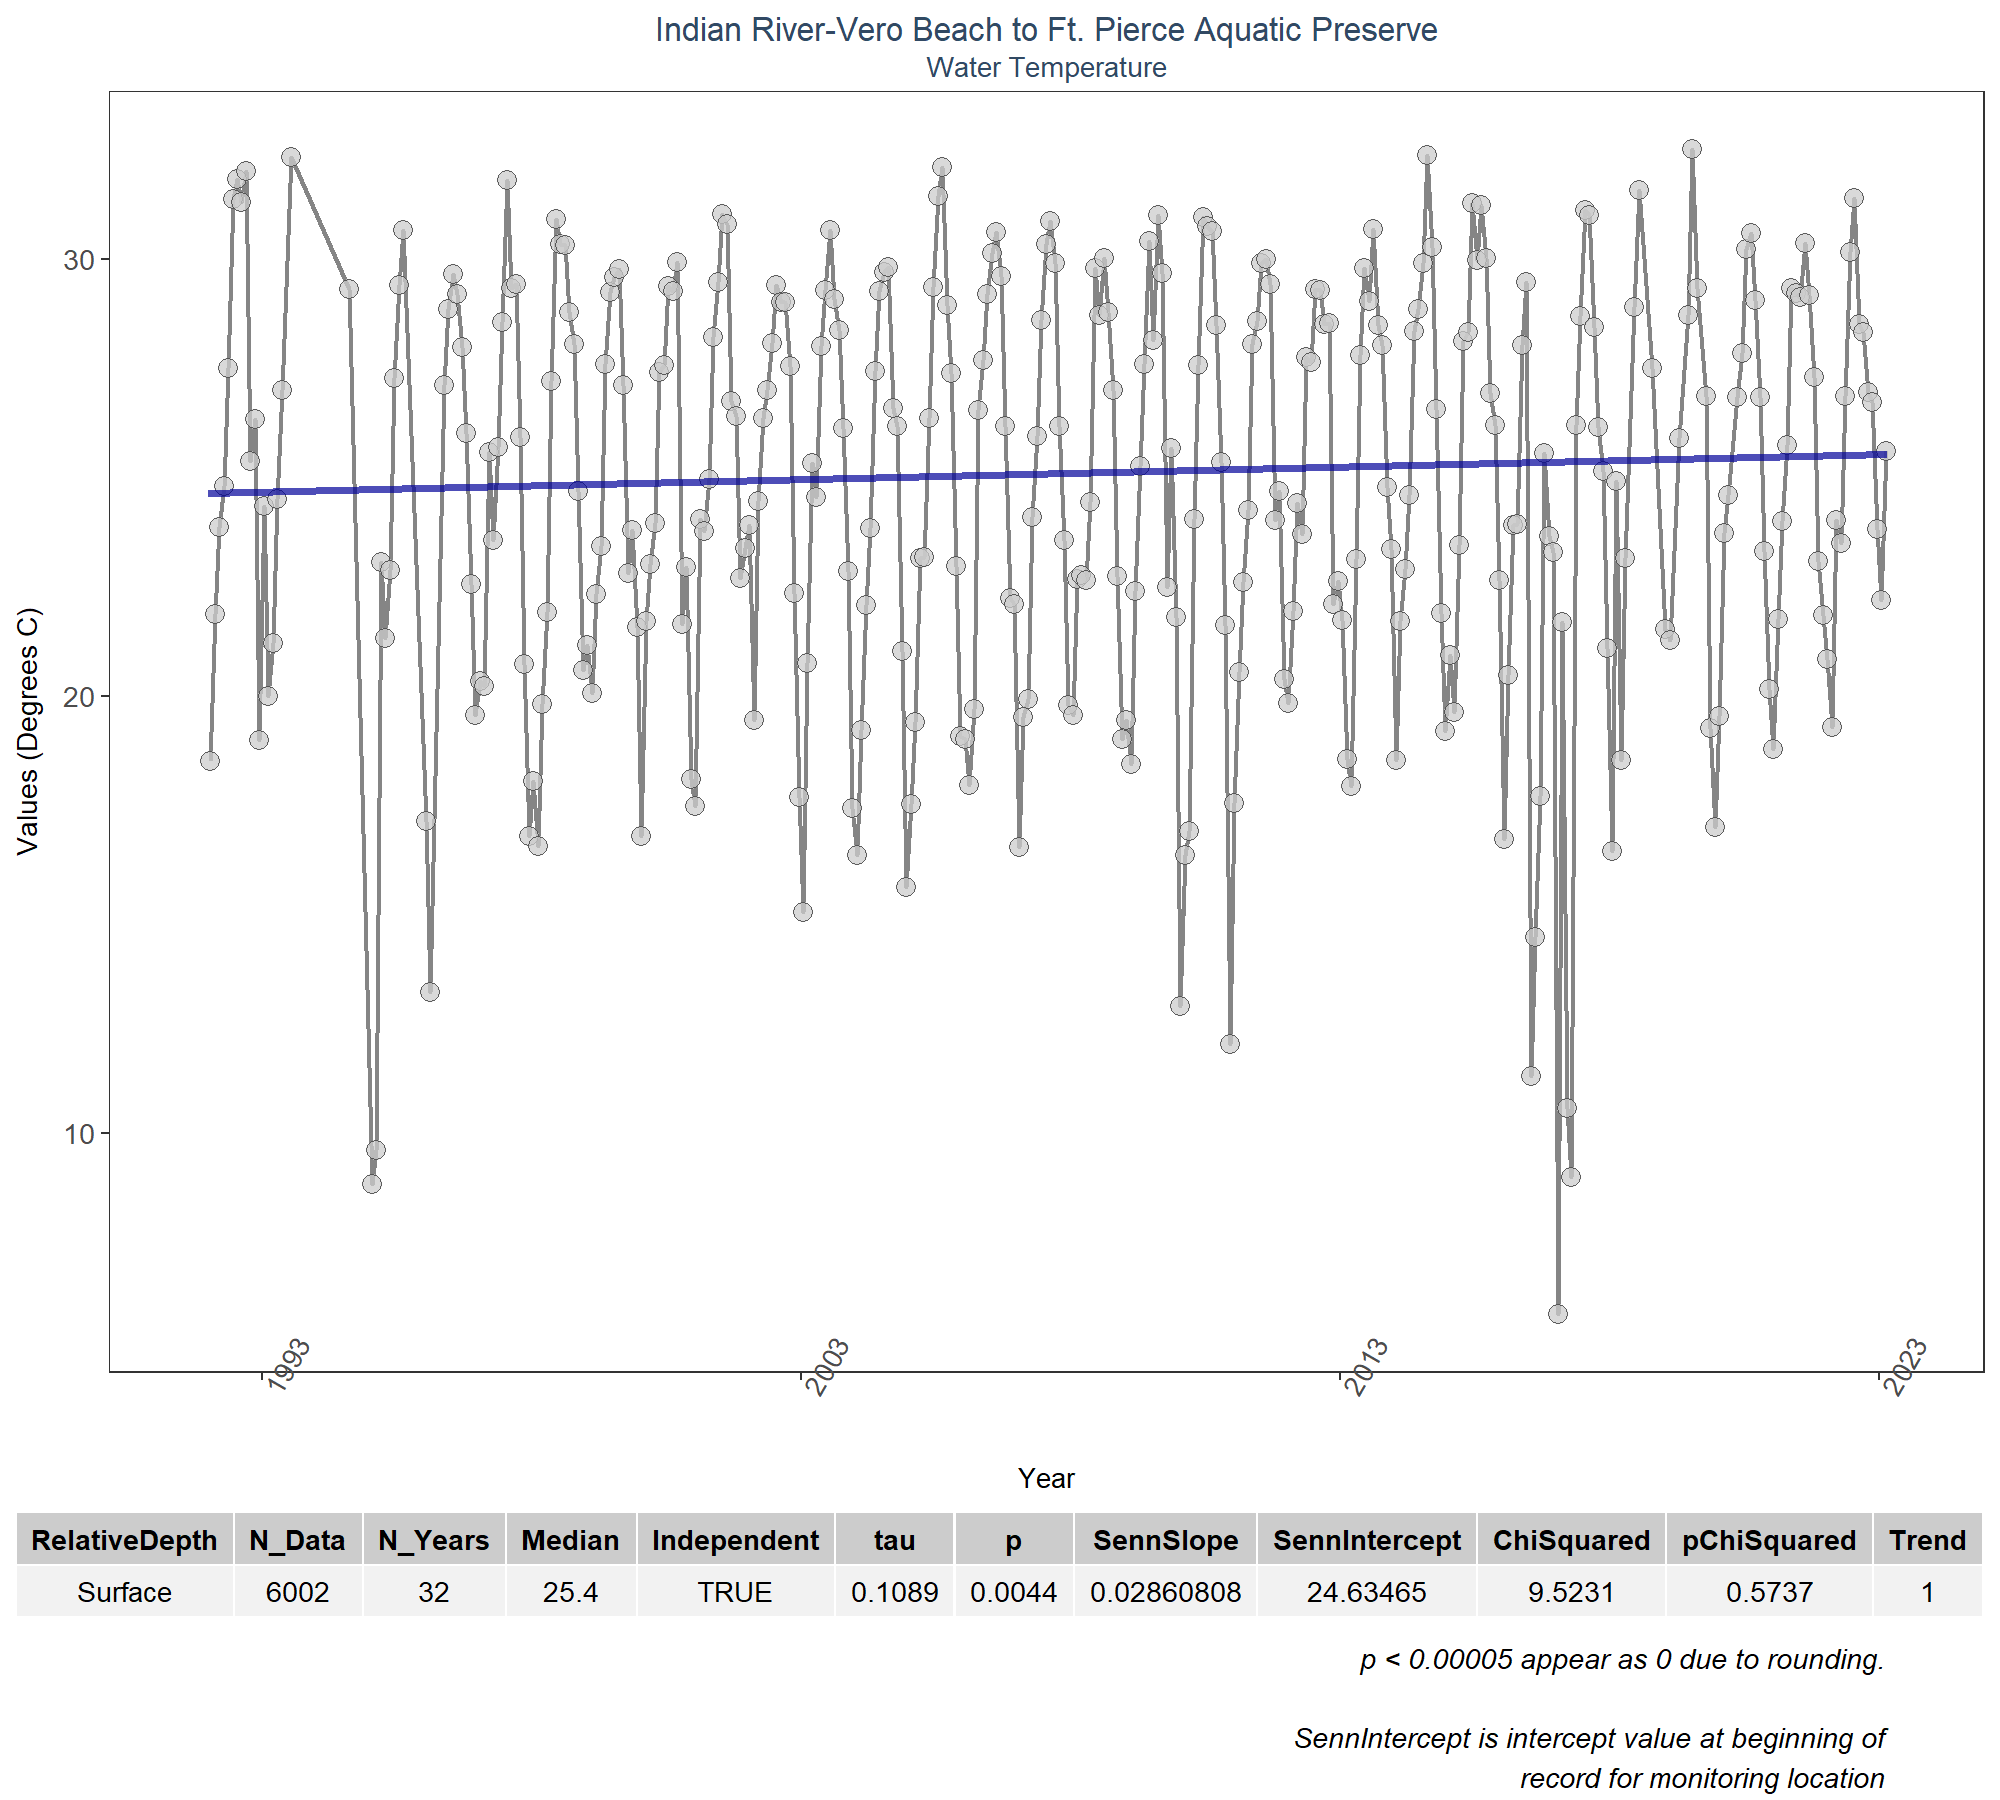 Indian River-Vero Beach to Ft. Pierce Aquatic Preserve
Water Temperature
Values (Degrees C)
30
20
10
1993 2003 2013 2023
Year
RelativeDepth N_Data N_Years Median Independent tau p SennSlope SennIntercept ChiSquared pChiSquared Trend
Surface 6002 32 25.4 TRUE 0.1089 0.0044 0.02860808 24.63465 9.5231 0.5737 1
p < 0.00005 appear as 0 due to rounding.
SennIntercept is intercept value at beginning of
record for monitoring location